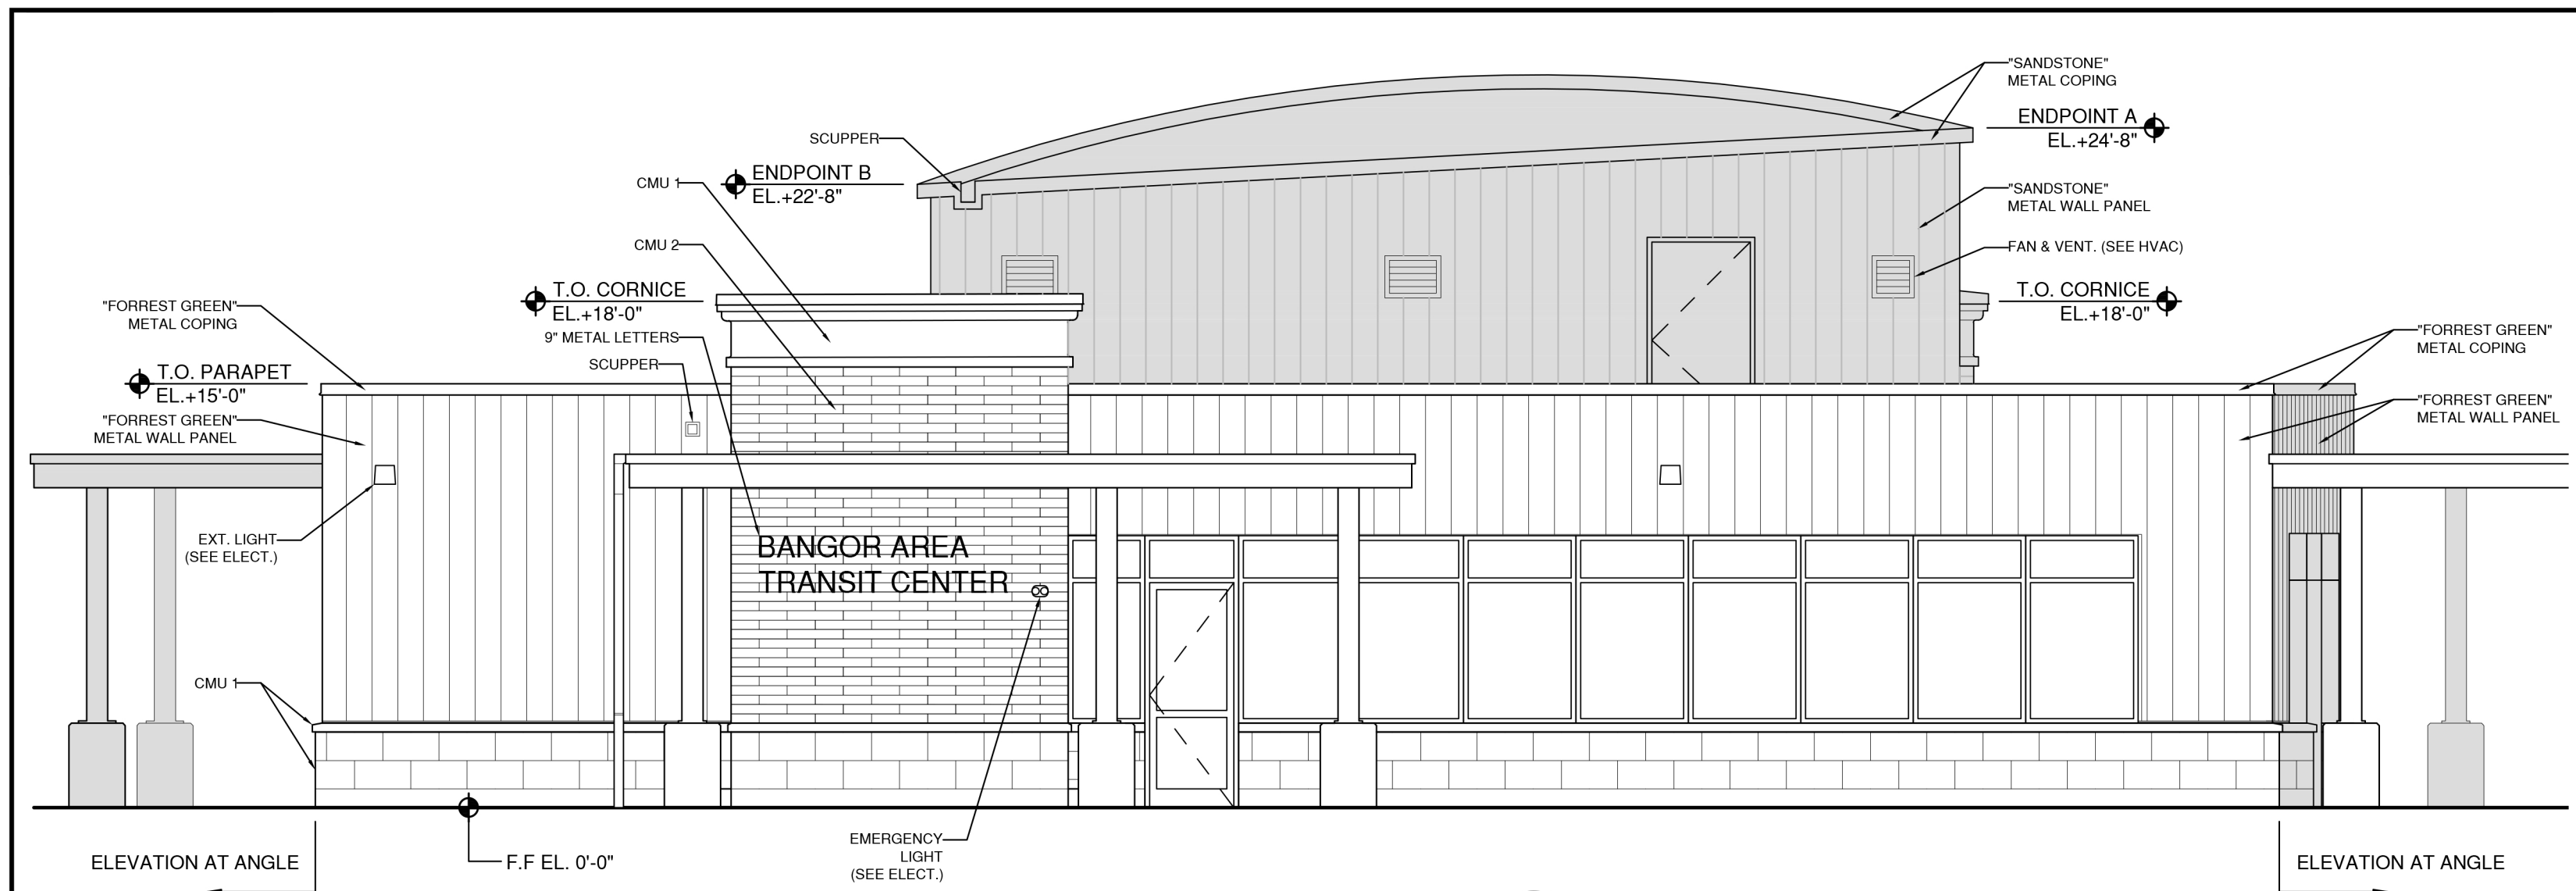 "SANDSTONE"
METAL COPING
ENDPOINT A
EL.+24'-8"
SCUPPER
ENDPOINT B
EL.+22'-8"
CMU 1
"SANDSTONE"
METAL WALL PANEL
CMU 2
FAN & VENT. (SEE HVAC)
T.O. CORNICE
EL.+18'-0"
T.O. CORNICE
EL.+18'-0"
"FORREST GREEN"
METAL COPING
9" METAL LETTERS
SCUPPER
"FORREST GREEN"
METAL COPING
T.O. PARAPET
EL.+15'-0"
"FORREST GREEN"
METAL WALL PANEL
"FORREST GREEN"
METAL WALL PANEL
EXT. LIGHT
(SEE ELECT.)
BANGOR AREA
TRANSIT CENTER
CMU 1
EMERGENCY
LIGHT
(SEE ELECT.)
ELEVATION AT ANGLE
F.F EL. 0'-0"
ELEVATION AT ANGLE